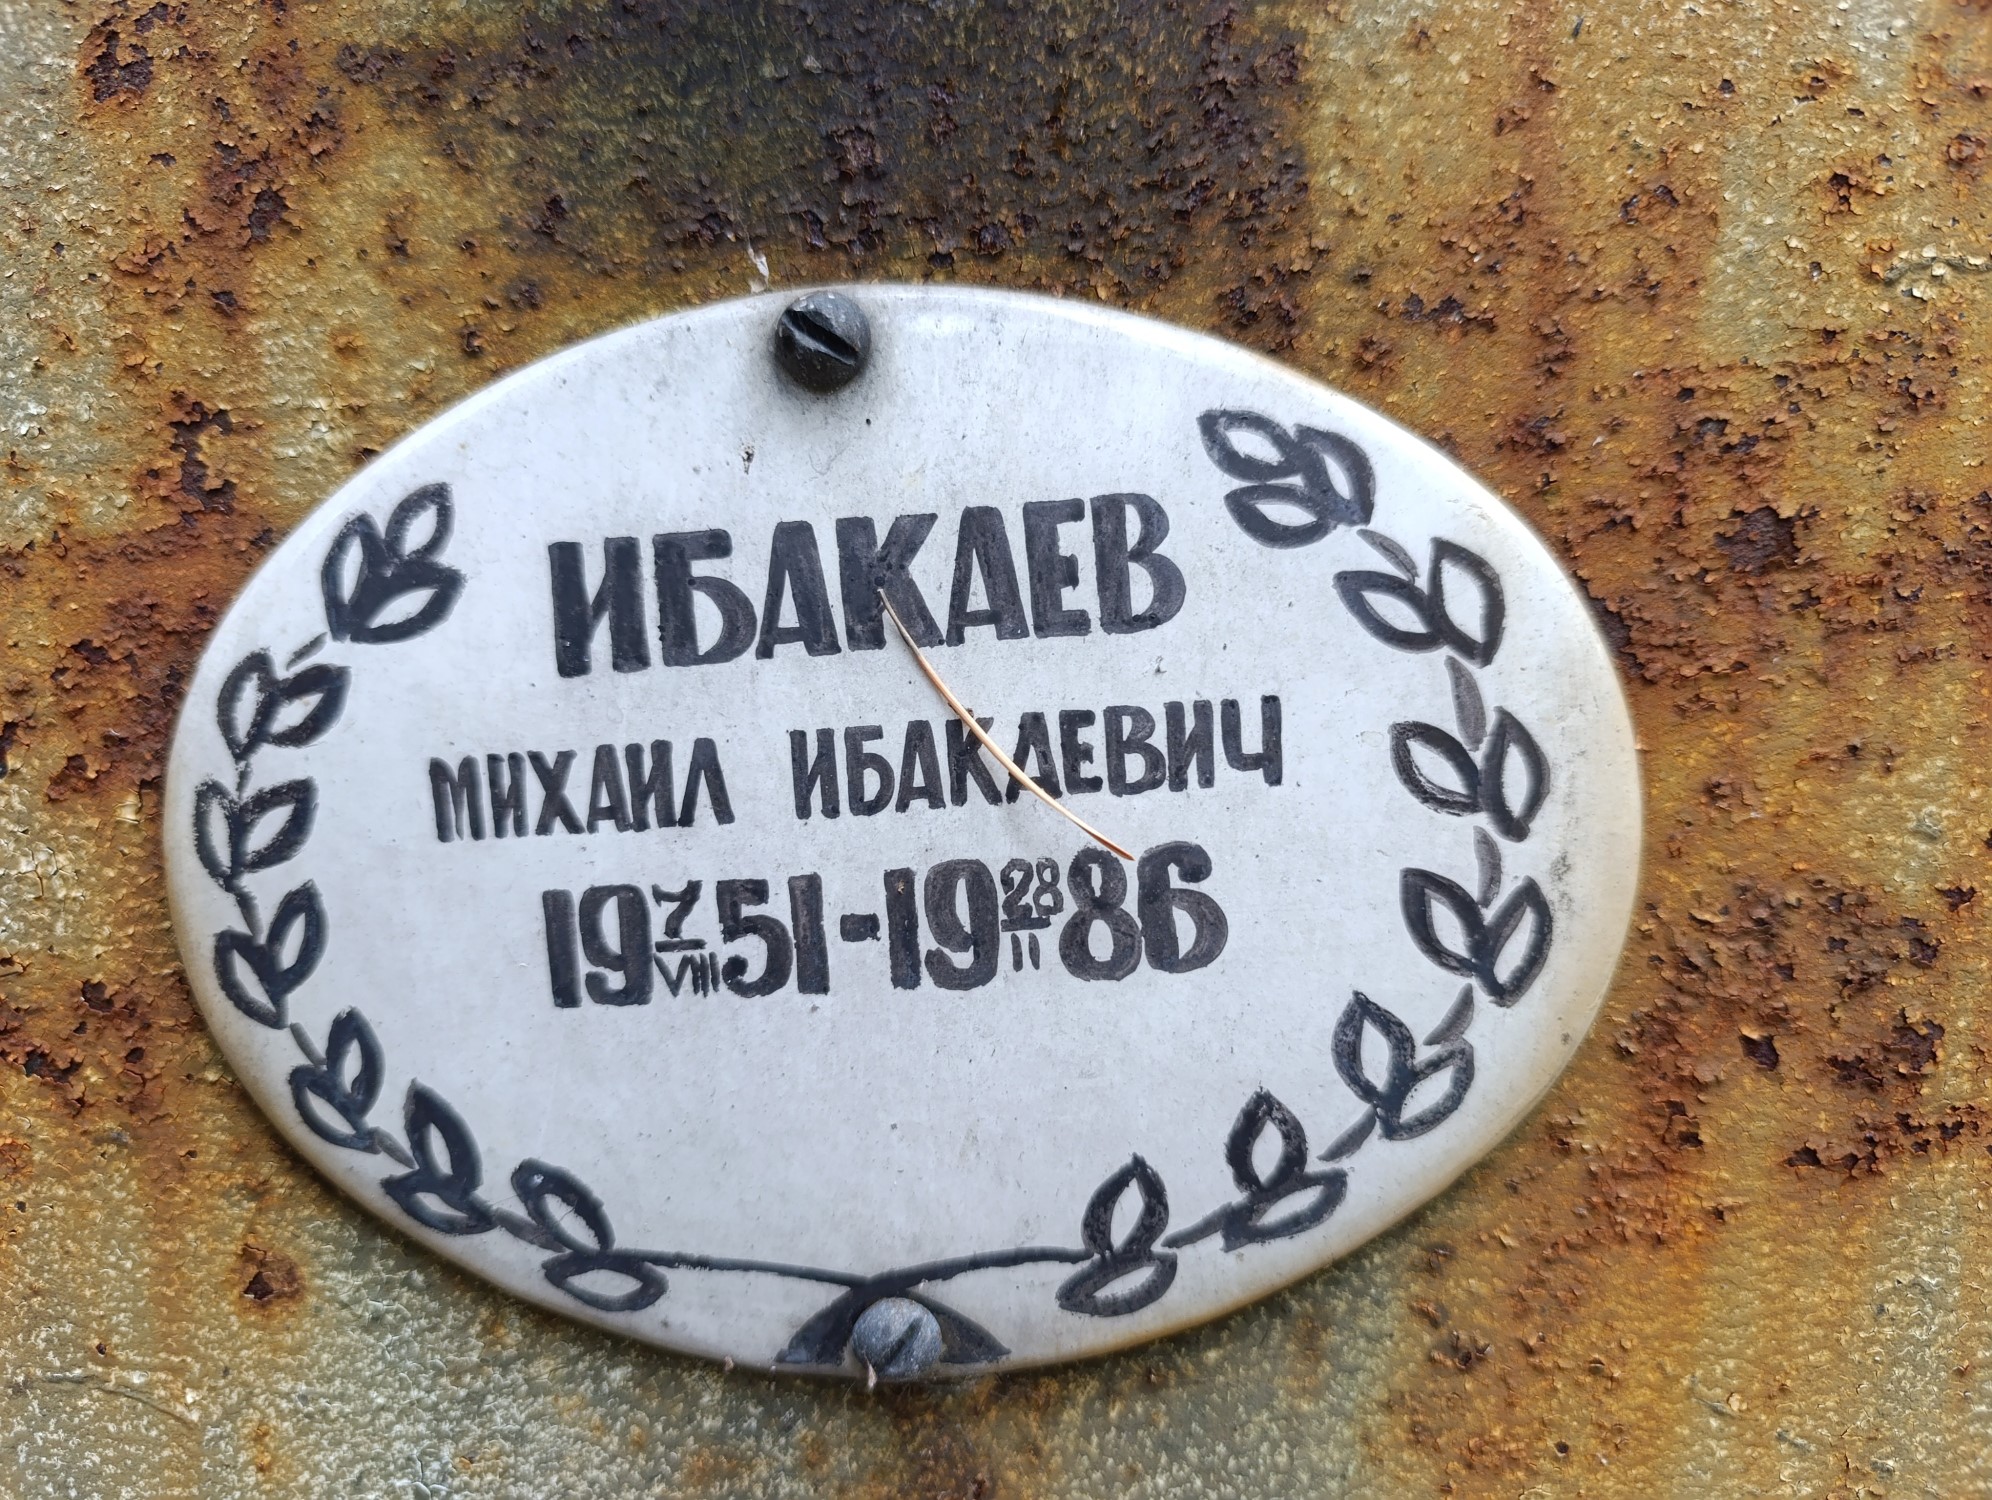 ИБАКАЕВ
МИХАИЛ ИБАКАЕВИЧ
19 7/VIII 51-19 28/II 86